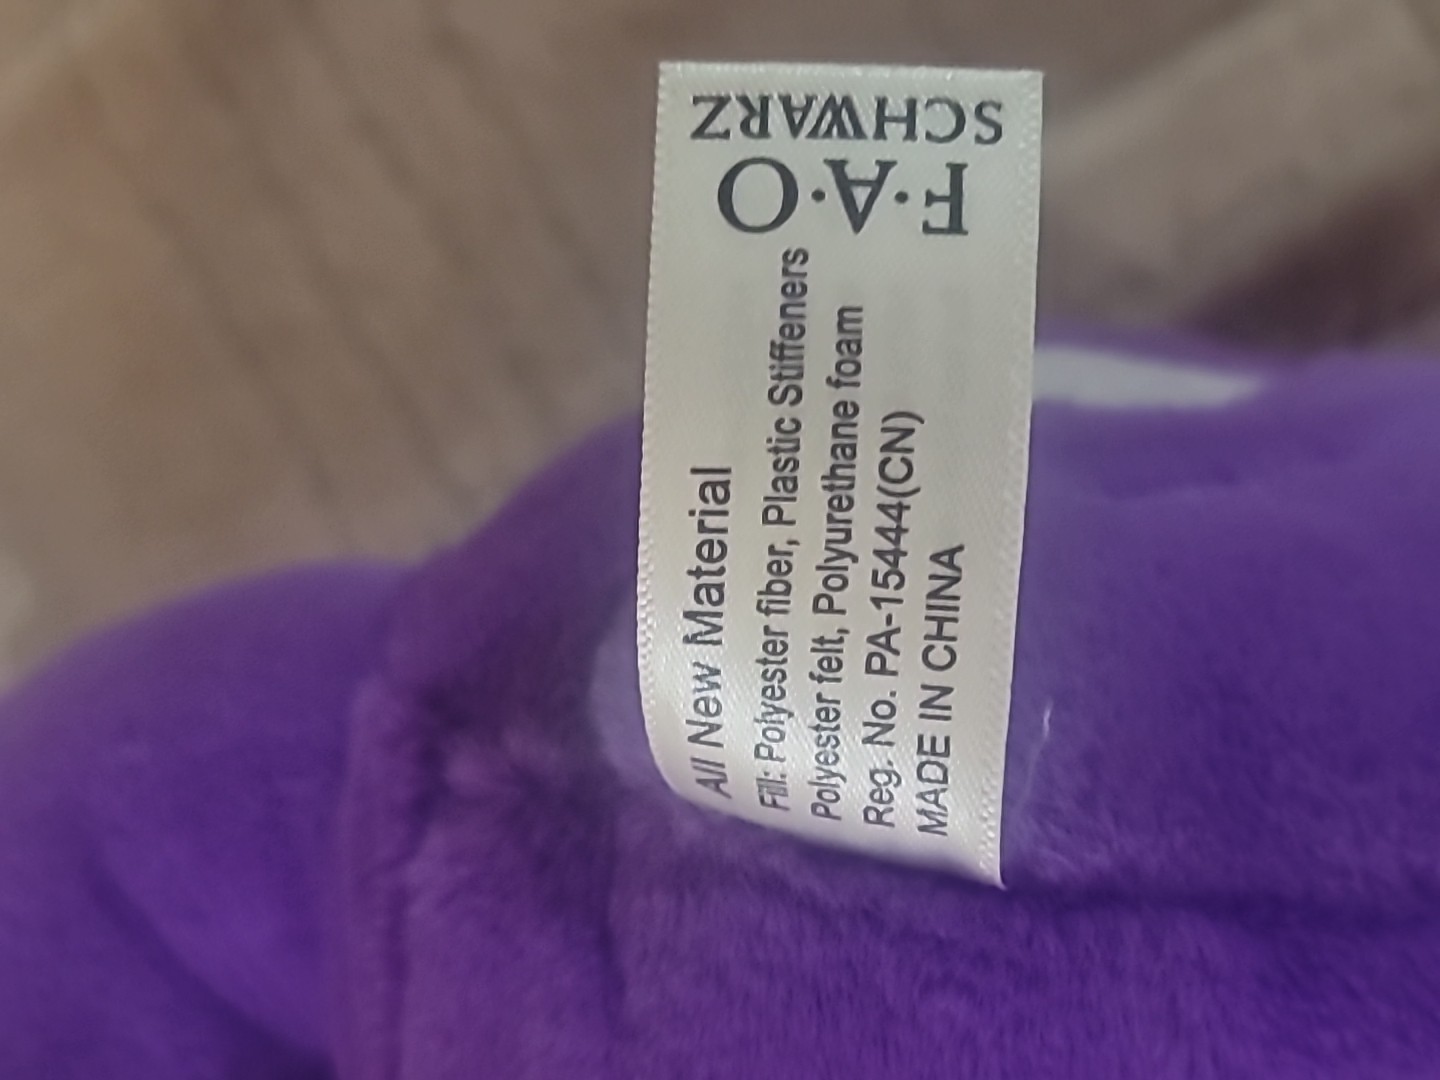 F·A·O
SCHWARZ
All New Material
Fill: Polyester fiber, Plastic Stiffeners
Polyester felt, Polyurethane foam
Reg. No. PA-15444(CN)
MADE IN CHINA